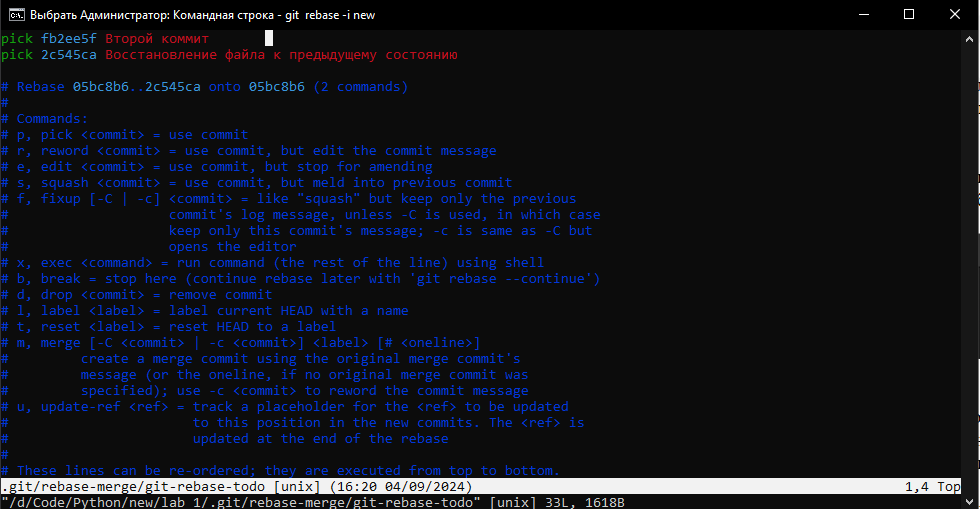 Выбрать Администратор: Командная строка - git  rebase -i new
pick fb2ee5f Второй коммит
pick 2c545ca Восстановление файла к предыдущему состоянию
# Rebase 05bc8b6..2c545ca onto 05bc8b6 (2 commands)
#
# Commands:
# p, pick <commit> = use commit
# r, reword <commit> = use commit, but edit the commit message
# e, edit <commit> = use commit, but stop for amending
# s, squash <commit> = use commit, but meld into previous commit
# f, fixup [-C | -c] <commit> = like "squash" but keep only the previous
#                    commit's log message, unless -C is used, in which case
#                    keep only this commit's message; -c is same as -C but
#                    opens the editor
# x, exec <command> = run command (the rest of the line) using shell
# b, break = stop here (continue rebase later with 'git rebase --continue')
# d, drop <commit> = remove commit
# l, label <label> = label current HEAD with a name
# t, reset <label> = reset HEAD to a label
# m, merge [-C <commit> | -c <commit>] <label> [# <oneline>]
#         create a merge commit using the original merge commit's
#         message (or the oneline, if no original merge commit was
#         specified); use -c <commit> to reword the commit message
# u, update-ref <ref> = track a placeholder for the <ref> to be updated
#                       to this position in the new commits. The <ref> is
#                       updated at the end of the rebase
#
# These lines can be re-ordered; they are executed from top to bottom.
.git/rebase-merge/git-rebase-todo [unix] (16:20 04/09/2024) 1,4 Top
"/d/Code/Python/new/lab 1/.git/rebase-merge/git-rebase-todo" [unix] 33L, 1618B